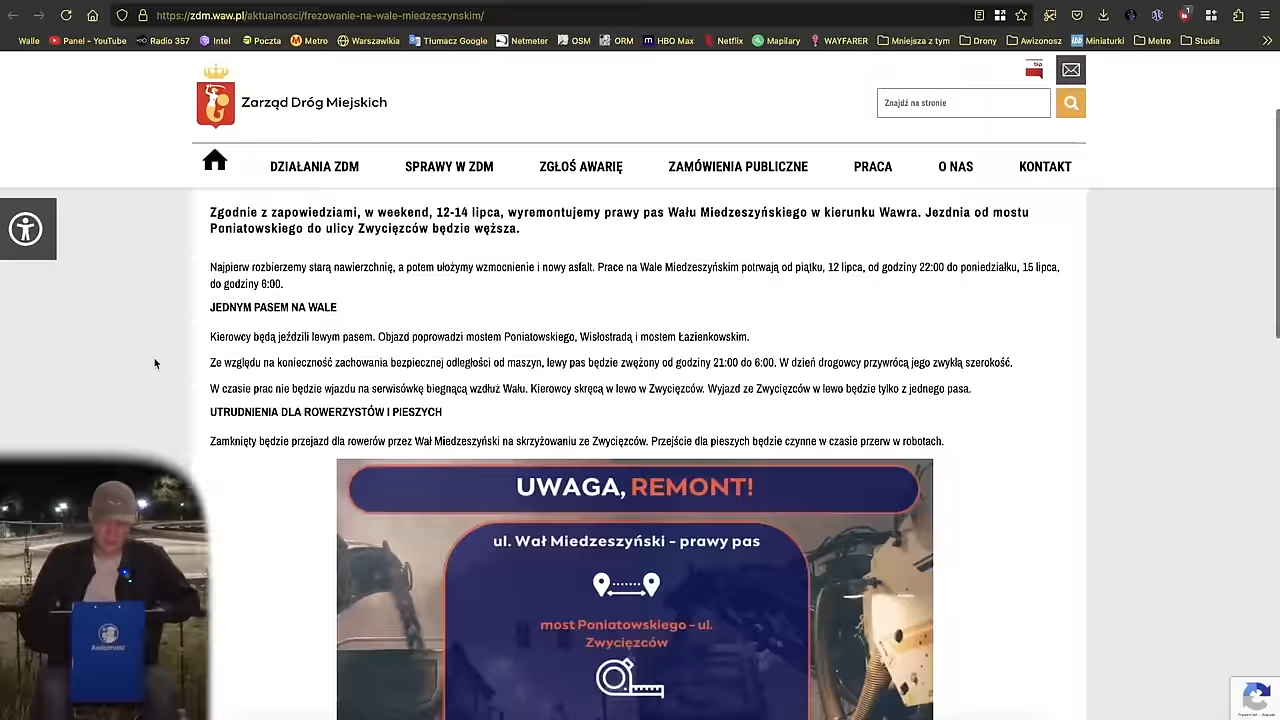 https://zdm.waw.pl/aktualnosci/frezowanie-na-wale-miedzeszynskim/
Walle Panel - YouTube Radio 357 Intel Poczta Metro Warszawikia Tłumacz Google Netmeter OSM ORM HBO Max Netflix Mapilary WAYFARER Mniejsza z tym Drony Awizonosz Miniaturki Metro Studia
bip
Zarząd Dróg Miejskich
Znajdź na stronie
DZIAŁANIA ZDM SPRAWY W ZDM ZGŁOŚ AWARIĘ ZAMÓWIENIA PUBLICZNE PRACA O NAS KONTAKT
Zgodnie z zapowiedziami, w weekend, 12-14 lipca, wyremontujemy prawy pas Wału Miedzeszyńskiego w kierunku Wawra. Jezdnia od mostu
Poniatowskiego do ulicy Zwycięzców będzie węższa.
Najpierw rozbierzemy starą nawierzchnię, a potem ułożymy wzmocnienie i nowy asfalt. Prace na Wale Miedzeszyńskim potrwają od piątku, 12 lipca, od godziny 22:00 do poniedziałku, 15 lipca,
do godziny 6:00.
JEDNYM PASEM NA WALE
Kierowcy będą jeździli lewym pasem. Objazd poprowadzi mostem Poniatowskiego, Wisłostradą i mostem Łazienkowskim.
Ze względu na konieczność zachowania bezpiecznej odległości od maszyn, lewy pas będzie zwężony od godziny 21:00 do 6:00. W dzień drogowcy przywrócą jego zwykłą szerokość.
W czasie prac nie będzie wjazdu na serwisówkę biegnącą wzdłuż Wału. Kierowcy skręcą w lewo w Zwycięzców. Wyjazd ze Zwycięzców w lewo będzie tylko z jednego pasa.
UTRUDNIENIA DLA ROWERZYSTÓW I PIESZYCH
Zamknięty będzie przejazd dla rowerów przez Wał Miedzeszyński na skrzyżowaniu ze Zwycięzców. Przejście dla pieszych będzie czynne w czasie przerw w robotach.
UWAGA, REMONT!
ul. Wał Miedzeszyński - prawy pas
most Poniatowskiego - ul.
Zwycięzców
Awizonosz